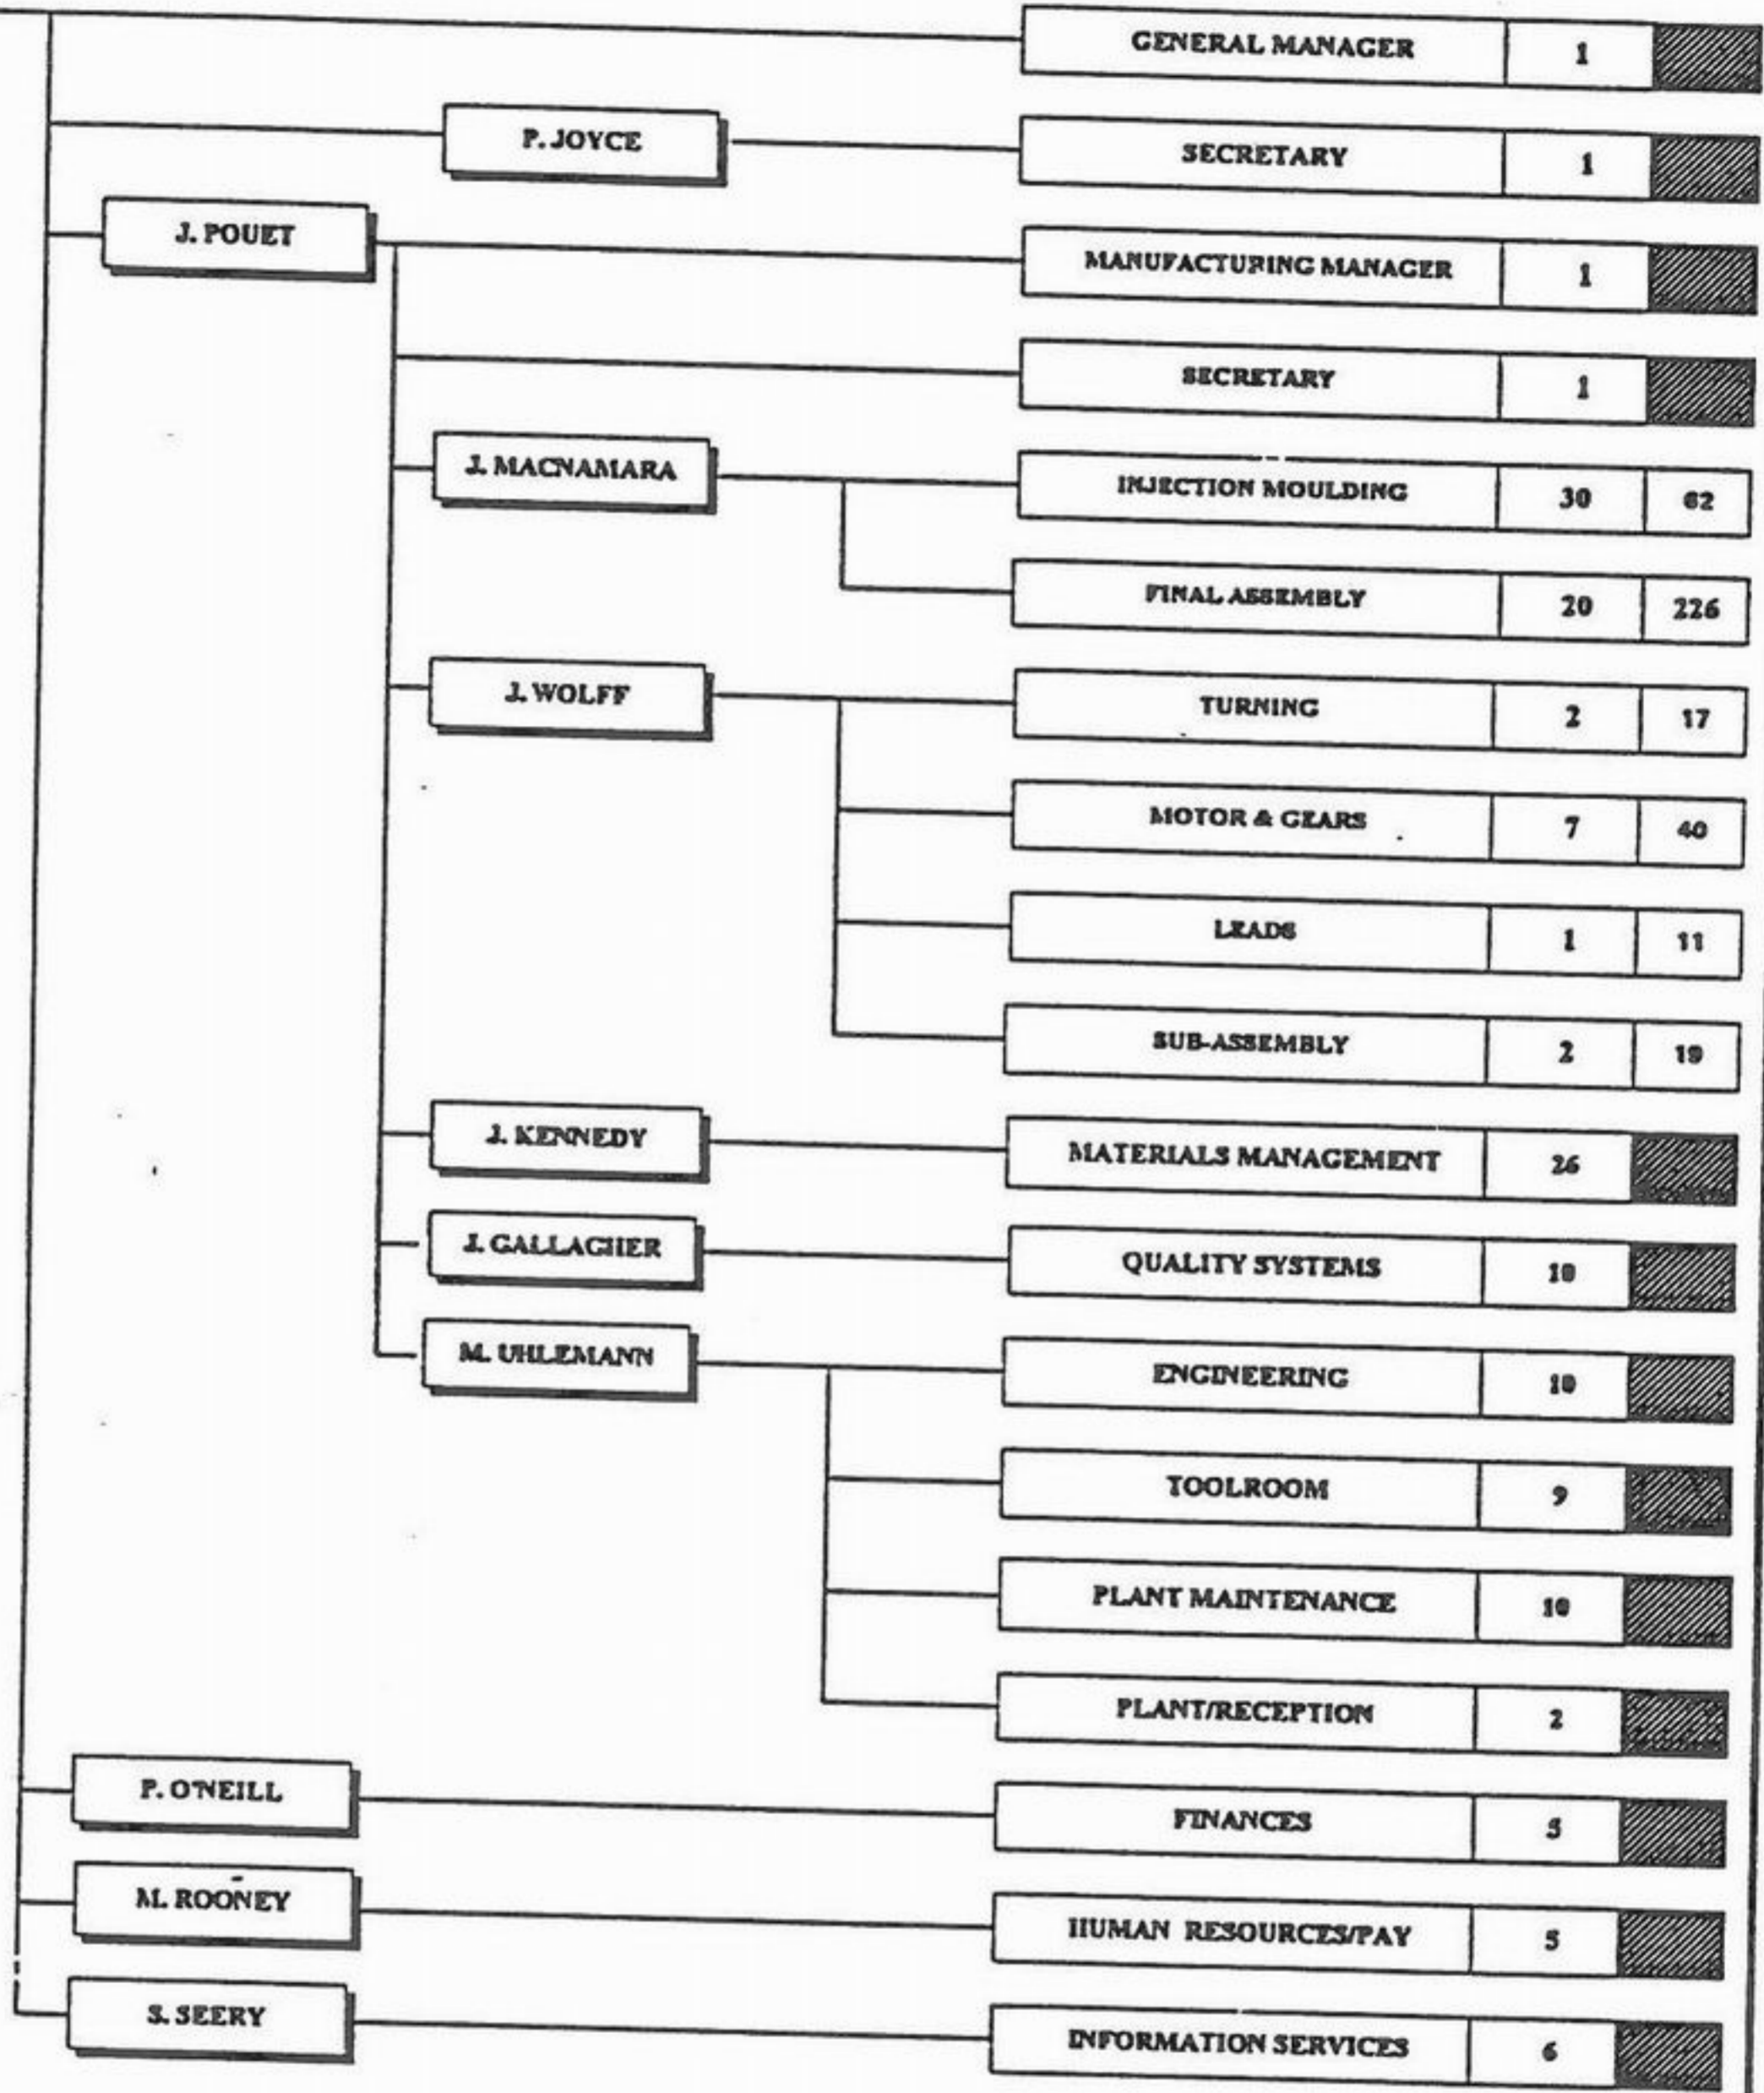 GENERAL MANAGER 1
P. JOYCE SECRETARY 1
J. POUET MANUFACTURING MANAGER 1
SECRETARY 1
J. MACNAMARA INJECTION MOULDING 30 62
FINAL ASSEMBLY 20 226
J. WOLFF TURNING 2 17
MOTOR & GEARS 7 40
LEADS 1 11
SUB-ASSEMBLY 2 19
J. KENNEDY MATERIALS MANAGEMENT 26
J. GALLAGHER QUALITY SYSTEMS 10
M. UHLEMANN ENGINEERING 10
TOOLROOM 9
PLANT MAINTENANCE 10
PLANT/RECEPTION 2
P. O'NEILL FINANCES 5
M. ROONEY HUMAN RESOURCES/PAY 5
S. SEERY INFORMATION SERVICES 6